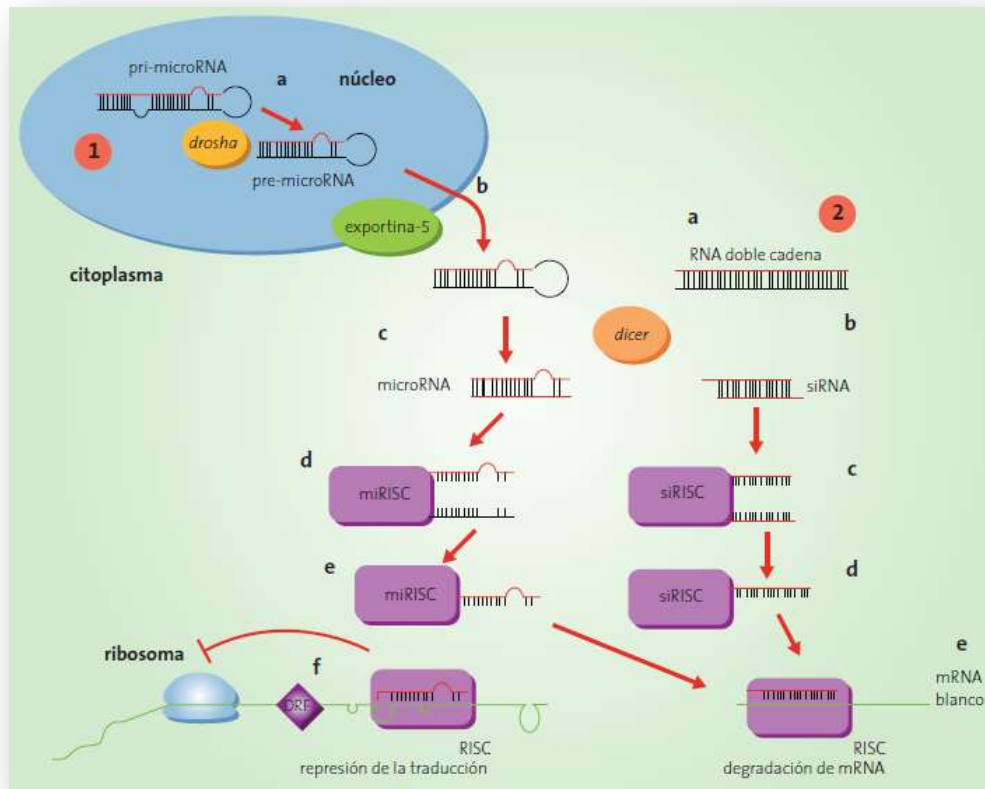 pri-microRNA
a
núcleo
1
drosha
pre-microRNA
b
exportina-5
citoplasma
a
2
RNA doble cadena
b
dicer
c
microRNA
siRNA
d
miRISC
c
siRISC
e
miRISC
d
siRISC
ribosoma
f
ORF
RISC
represión de la traducción
e
mRNA
blanco
RISC
degradación de mRNA